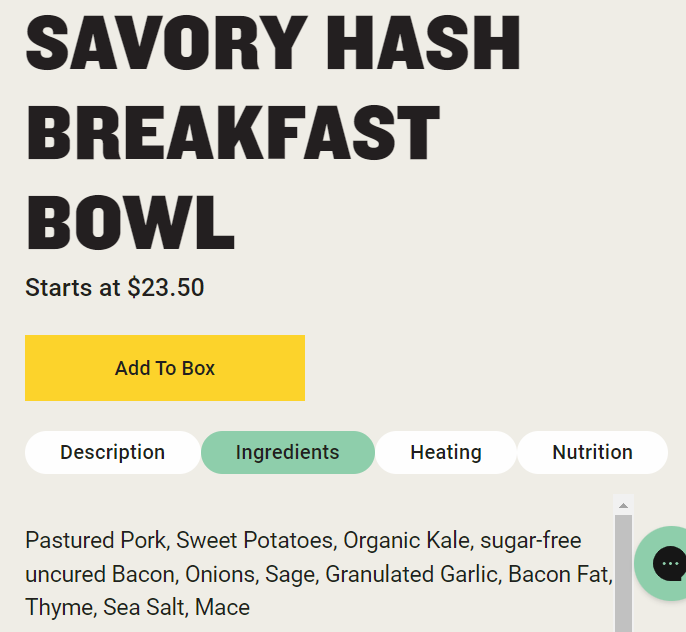 SAVORY HASH
BREAKFAST
BOWL
Starts at $23.50
Add To Box
Description Ingredients Heating Nutrition
Pastured Pork, Sweet Potatoes, Organic Kale, sugar-free
uncured Bacon, Onions, Sage, Granulated Garlic, Bacon Fat,
Thyme, Sea Salt, Mace